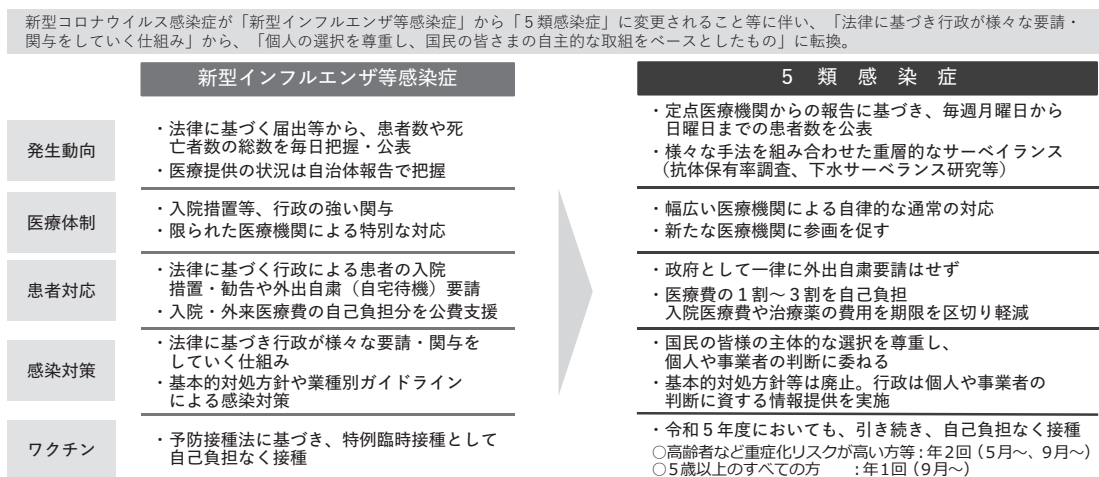 新型コロナウイルス感染症が「新型インフルエンザ等感染症」から「5類感染症」に変更されること等に伴い、「法律に基づき行政が様々な要請・
関与をしていく仕組み」から、「個人の選択を尊重し、国民の皆さまの自主的な取組をベースとしたもの」に転換。
新型インフルエンザ等感染症
5類感染症
発生動向
・法律に基づく届出等から、患者数や死
亡者数の総数を毎日把握・公表
・医療提供の状況は自治体報告で把握
・定点医療機関からの報告に基づき、毎週月曜日から
日曜日までの患者数を公表
・様々な手法を組み合わせた重層的なサーベイランス
（抗体保有率調査、下水サーベランス研究等）
医療体制
・入院措置等、行政の強い関与
・限られた医療機関による特別な対応
・幅広い医療機関による自律的な通常の対応
・新たな医療機関に参画を促す
患者対応
・法律に基づく行政による患者の入院
措置・勧告や外出自粛（自宅待機）要請
・入院・外来医療費の自己負担分を公費支援
・政府として一律に外出自粛要請はせず
・医療費の1割～3割を自己負担
入院医療費や治療薬の費用を期限を区切り軽減
感染対策
・法律に基づき行政が様々な要請・関与を
していく仕組み
・基本的対処方針や業種別ガイドライン
による感染対策
・国民の皆様の主体的な選択を尊重し、
個人や事業者の判断に委ねる
・基本的対処方針等は廃止。行政は個人や事業者の
判断に資する情報提供を実施
ワクチン
・予防接種法に基づき、特例臨時接種として
自己負担なく接種
・令和5年度においても、引き続き、自己負担なく接種
○高齢者など重症化リスクが高い方等：年2回（5月～、9月～）
○5歳以上のすべての方　　：年1回（9月～）